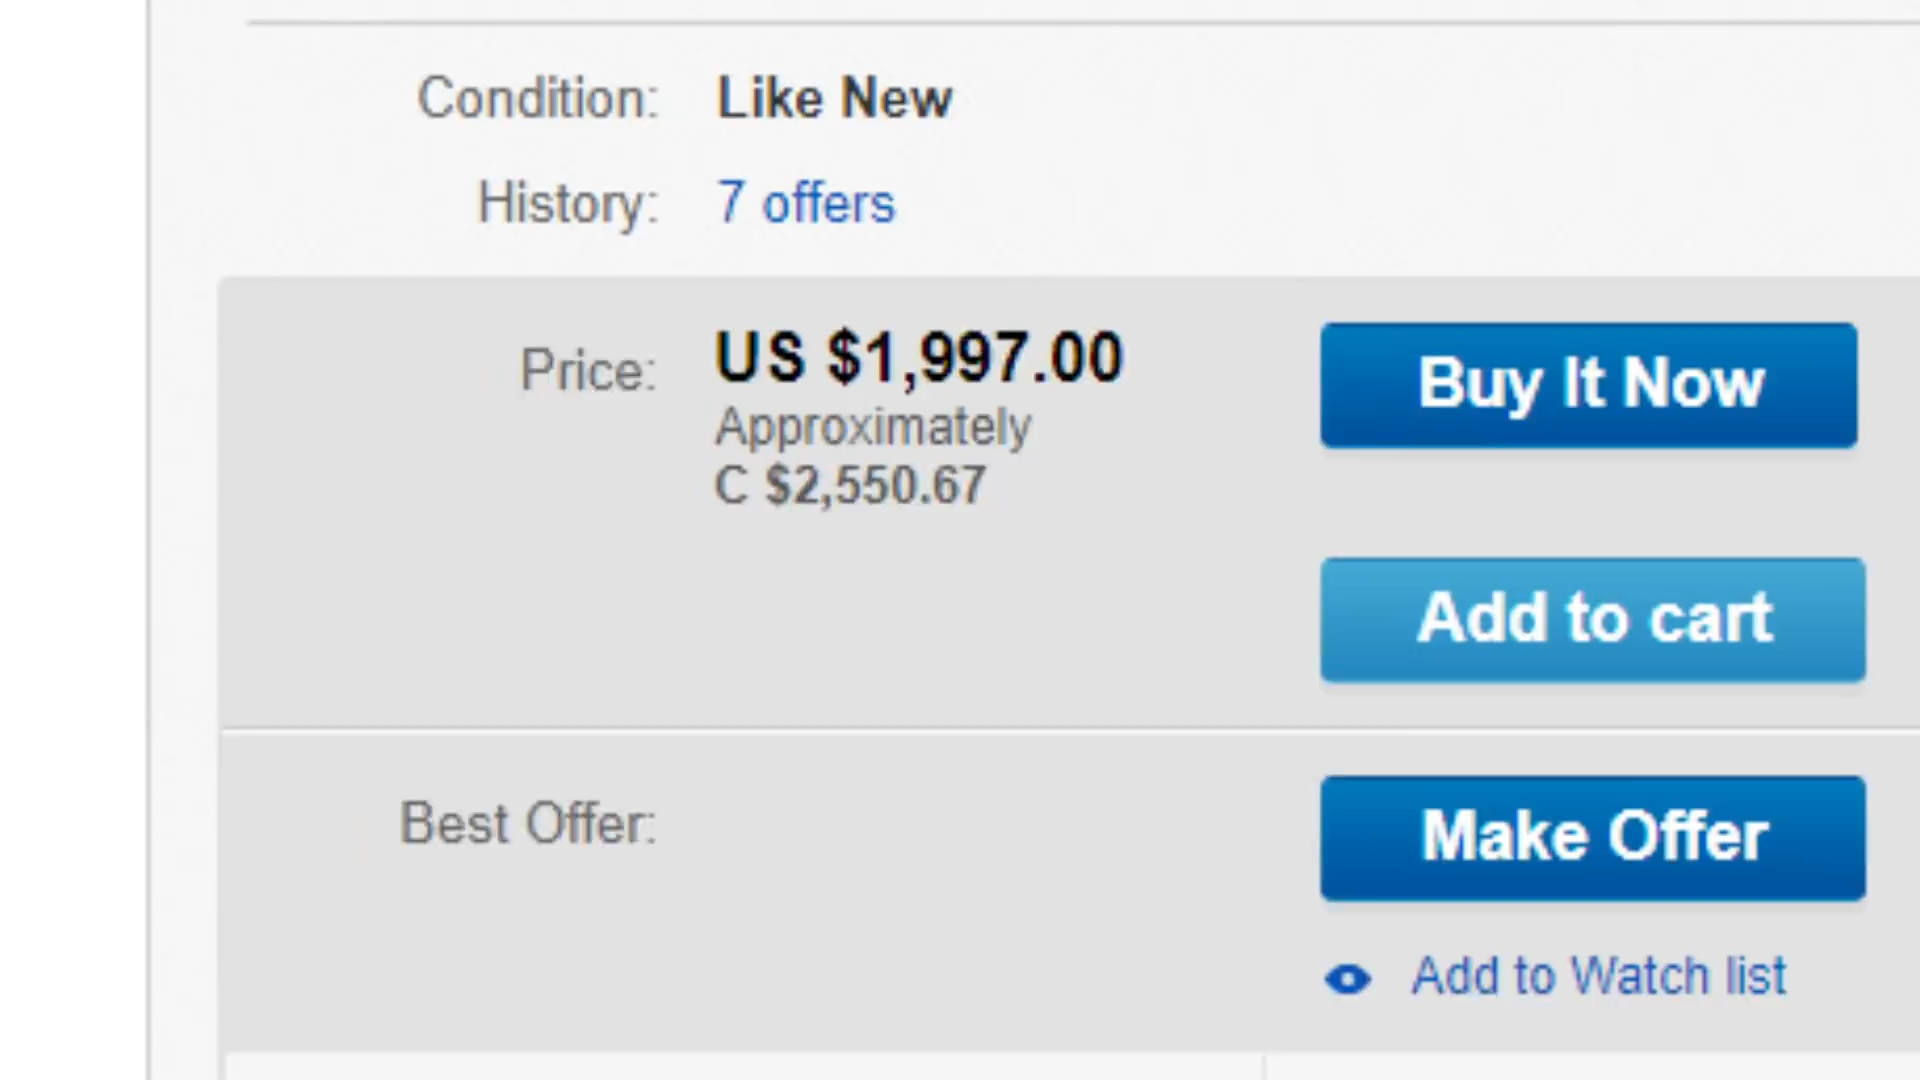 Condition: Like New
History: 7 offers
Price: US $1,997.00
Approximately
C $2,550.67
Buy It Now
Add to cart
Best Offer:
Make Offer
Add to Watch list